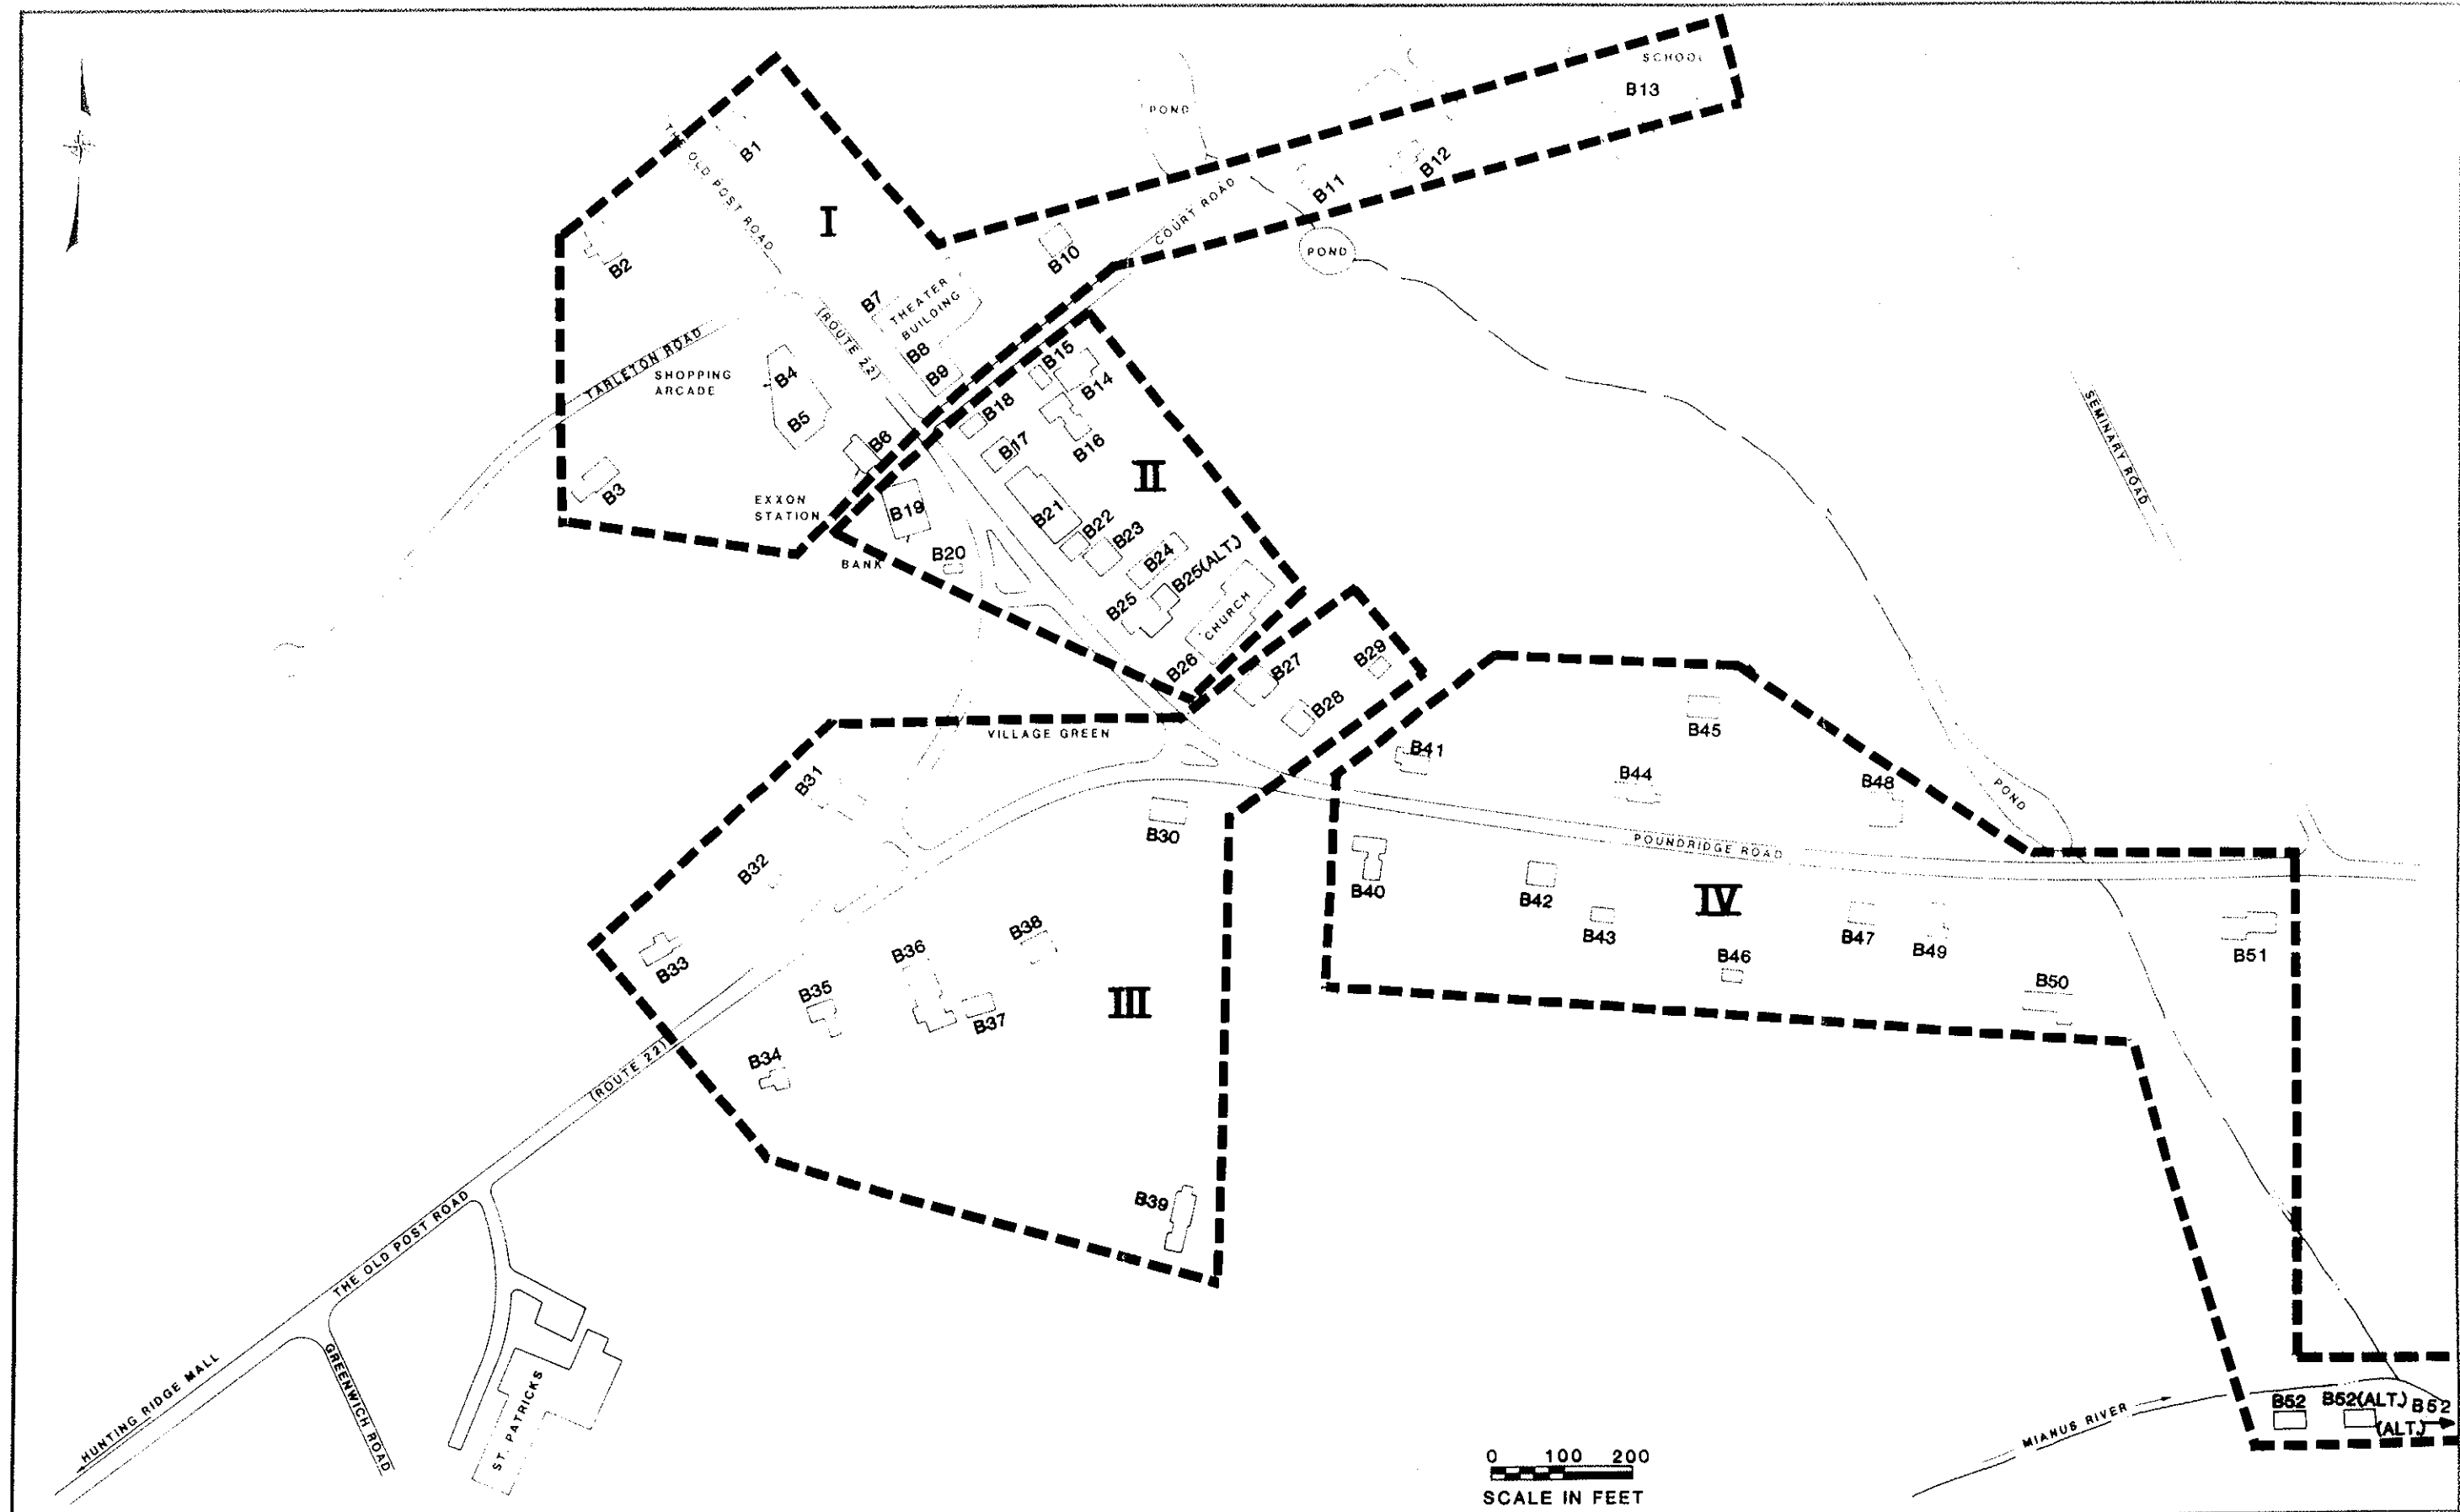 SCHOOL
B13
POND
B1
THE OLD POST ROAD
I
B12
B11
COURT ROAD
B2
B10
POND
B7
THEATER
BUILDING
(ROUTE 22)
B8
B9
TARLETON ROAD
SHOPPING
ARCADE
B4
B5
B6
B3
EXXON
STATION
B15
B14
B18
B17
B16
II
SEMINARY ROAD
B19
B21
B22
B23
B20
BANK
B24
B25(ALT.)
B25
CHURCH
B26
B27
B29
B28
VILLAGE GREEN
B45
B41
B44
B48
POND
B31
B30
POUNDRIDGE ROAD
B32
B40
B42
B43
IV
B47
B49
B51
B46
B50
B33
B38
B36
B35
B37
III
B34
(ROUTE 22)
B39
THE OLD POST ROAD
HUNTING RIDGE MALL
GREENWICH ROAD
ST. PATRICKS
MIANUS RIVER
B52
B52(ALT.)
B52
(ALT.)
0 100 200
SCALE IN FEET